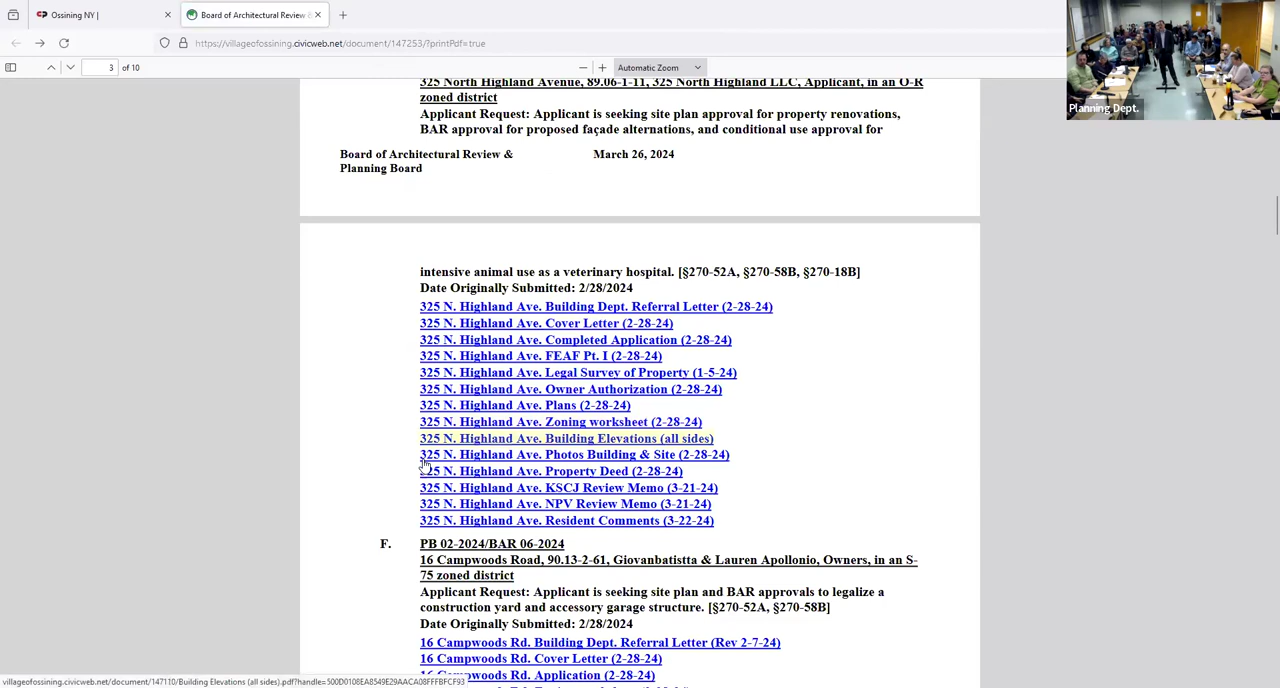 Ossining NY |
Board of Architectural Review &
https://villageofossining.civicweb.net/document/147253/?printPdf=true
3 of 10
Automatic Zoom
Planning Dept.
325 North Highland Avenue, 89.06-1-11, 325 North Highland LLC, Applicant, in an O-R
zoned district
Applicant Request: Applicant is seeking site plan approval for property renovations,
BAR approval for proposed façade alternations, and conditional use approval for
Board of Architectural Review & March 26, 2024
Planning Board
intensive animal use as a veterinary hospital. [§270-52A, §270-58B, §270-18B]
Date Originally Submitted: 2/28/2024
325 N. Highland Ave. Building Dept. Referral Letter (2-28-24)
325 N. Highland Ave. Cover Letter (2-28-24)
325 N. Highland Ave. Completed Application (2-28-24)
325 N. Highland Ave. FEAF Pt. I (2-28-24)
325 N. Highland Ave. Legal Survey of Property (1-5-24)
325 N. Highland Ave. Owner Authorization (2-28-24)
325 N. Highland Ave. Plans (2-28-24)
325 N. Highland Ave. Zoning worksheet (2-28-24)
325 N. Highland Ave. Building Elevations (all sides)
325 N. Highland Ave. Photos Building & Site (2-28-24)
325 N. Highland Ave. Property Deed (2-28-24)
325 N. Highland Ave. KSCJ Review Memo (3-21-24)
325 N. Highland Ave. NPV Review Memo (3-21-24)
325 N. Highland Ave. Resident Comments (3-22-24)
F. PB 02-2024/BAR 06-2024
16 Campwoods Road, 90.13-2-61, Giovanbatistta & Lauren Apollonio, Owners, in an S-
75 zoned district
Applicant Request: Applicant is seeking site plan and BAR approvals to legalize a
construction yard and accessory garage structure. [§270-52A, §270-58B]
Date Originally Submitted: 2/28/2024
16 Campwoods Rd. Building Dept. Referral Letter (Rev 2-7-24)
16 Campwoods Rd. Cover Letter (2-28-24)
16 Campwoods Rd. Application (2-28-24)
villageofossining.civicweb.net/document/147110/Building Elevations (all sides).pdf?handle=500D0108EA8549E29AACA08FFFBFCF93